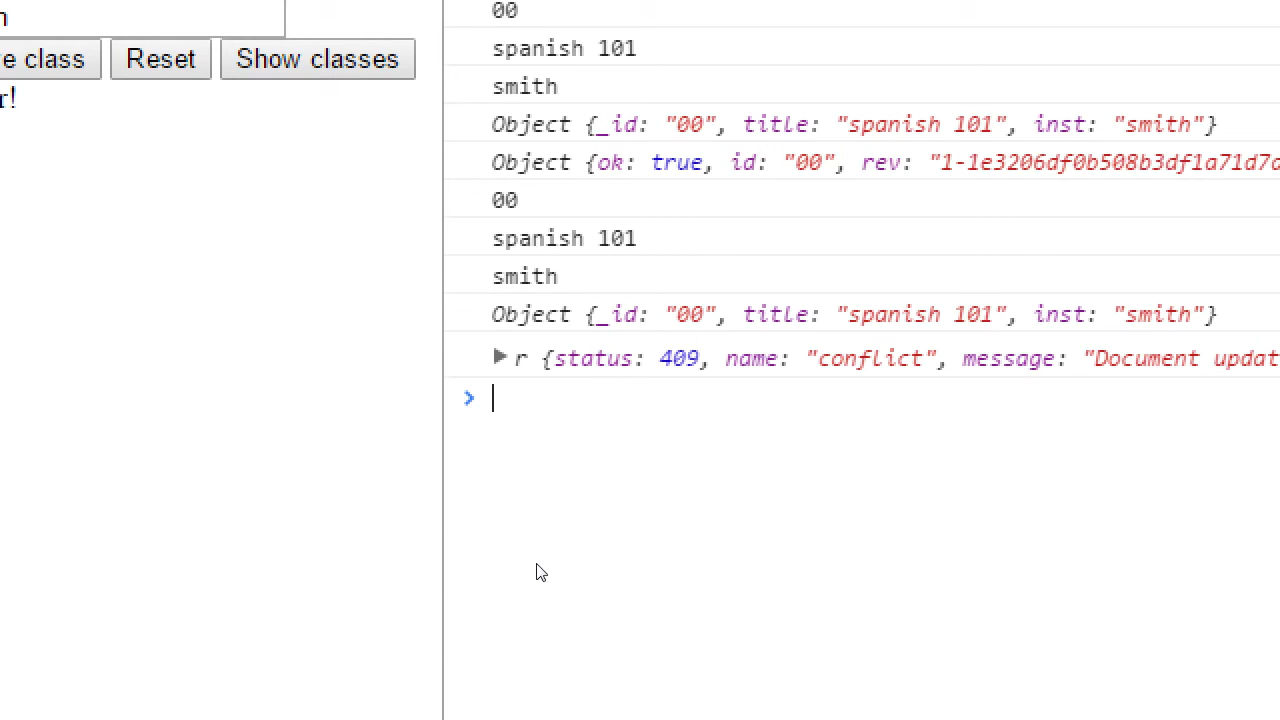 n
e class
Reset
Show classes
r!
00
spanish 101
smith
Object {_id: "00", title: "spanish 101", inst: "smith"}
Object {ok: true, id: "00", rev: "1-1e3206df0b508b3df1a71d7
00
spanish 101
smith
Object {_id: "00", title: "spanish 101", inst: "smith"}
r {status: 409, name: "conflict", message: "Document updat